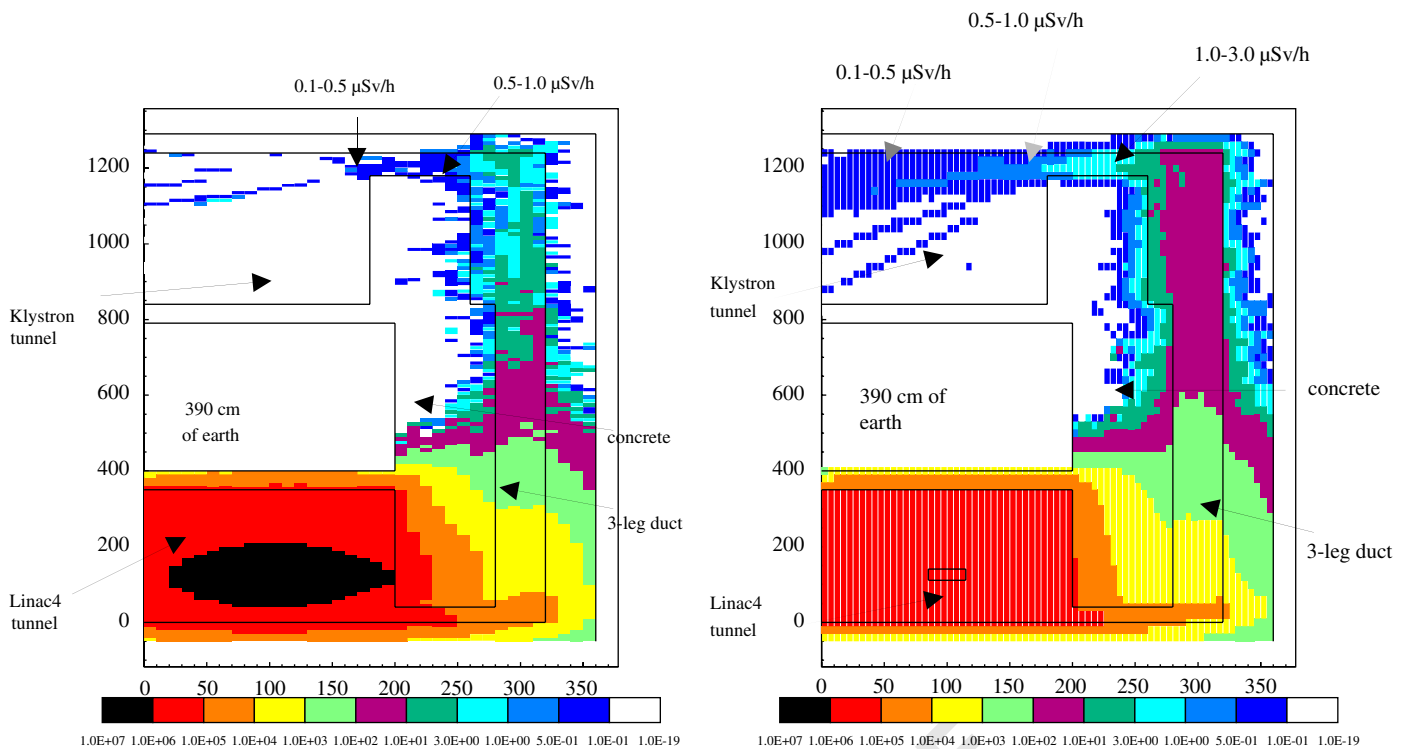 0.1-0.5 µSv/h
0.5-1.0 µSv/h
1200
1000
800
600
400
200
0
Klystron
tunnel
390 cm
of earth
concrete
3-leg duct
Linac4
tunnel
0 50 100 150 200 250 300 350
1.0E+07 1.0E+06 1.0E+05 1.0E+04 1.0E+03 1.0E+02 1.0E+01 3.0E+00 1.0E+00 5.0E-01 1.0E-01 1.0E-19
0.5-1.0 µSv/h
1.0-3.0 µSv/h
0.1-0.5 µSv/h
1200
1000
800
600
400
200
0
Klystron
tunnel
390 cm of
earth
concrete
3-leg duct
Linac4
tunnel
0 50 100 150 200 250 300 350
1.0E+07 1.0E+06 1.0E+05 1.0E+04 1.0E+03 1.0E+02 1.0E+01 3.0E+00 1.0E+00 5.0E-01 1.0E-01 1.0E-19